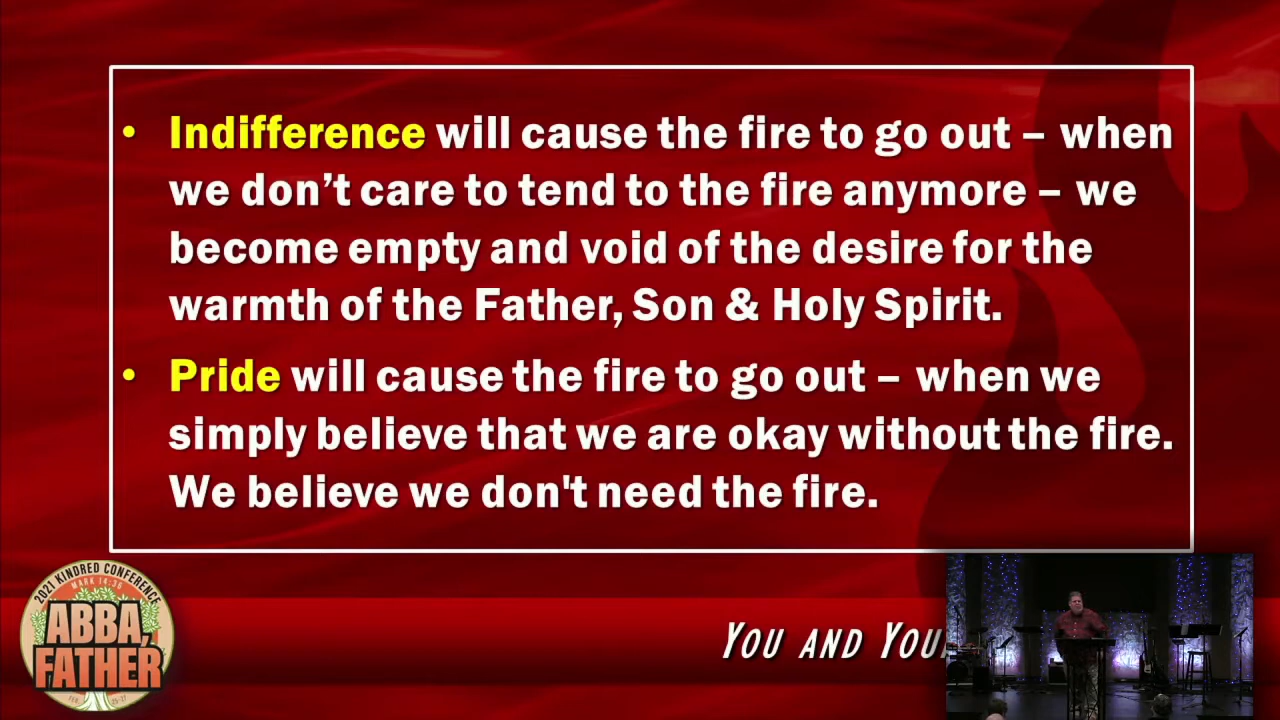 • Indifference will cause the fire to go out – when
we don’t care to tend to the fire anymore – we
become empty and void of the desire for the
warmth of the Father, Son & Holy Spirit.
• Pride will cause the fire to go out – when we
simply believe that we are okay without the fire.
We believe we don't need the fire.
2021 KINDRED CONFERENCE
MARK 14:36
ABBA,
FATHER
YOU AND YOU